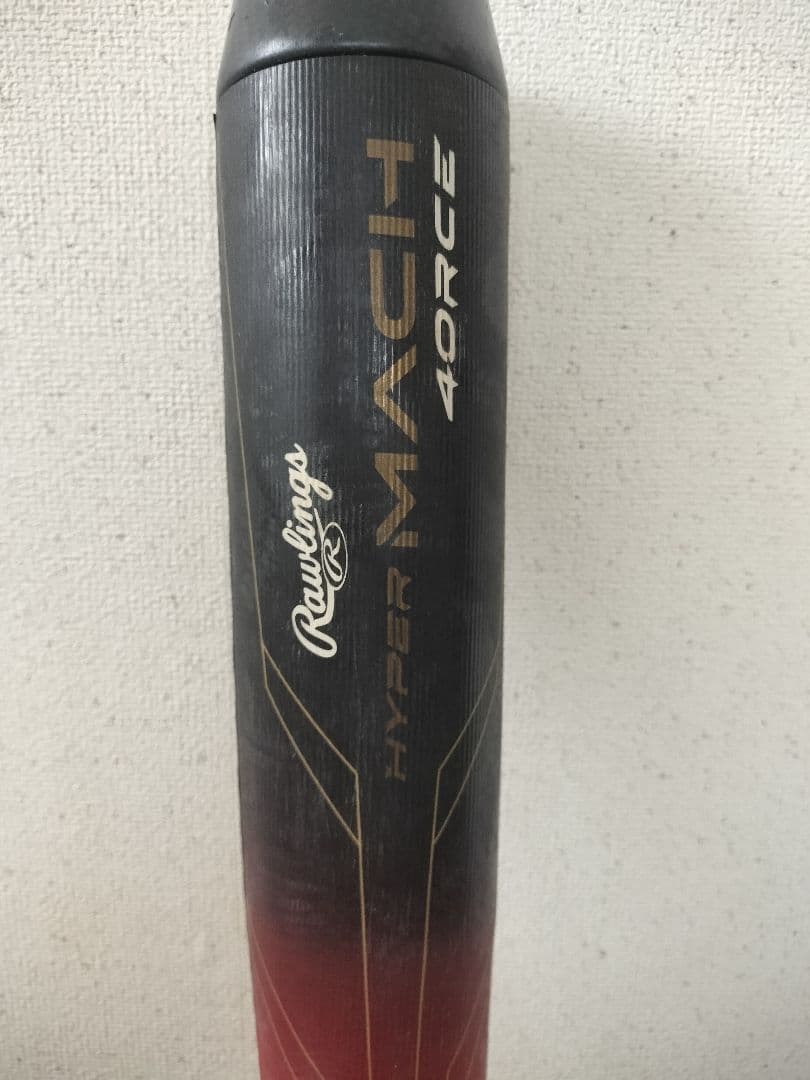 Rawlings
R
HYPER MACH
4ORCE